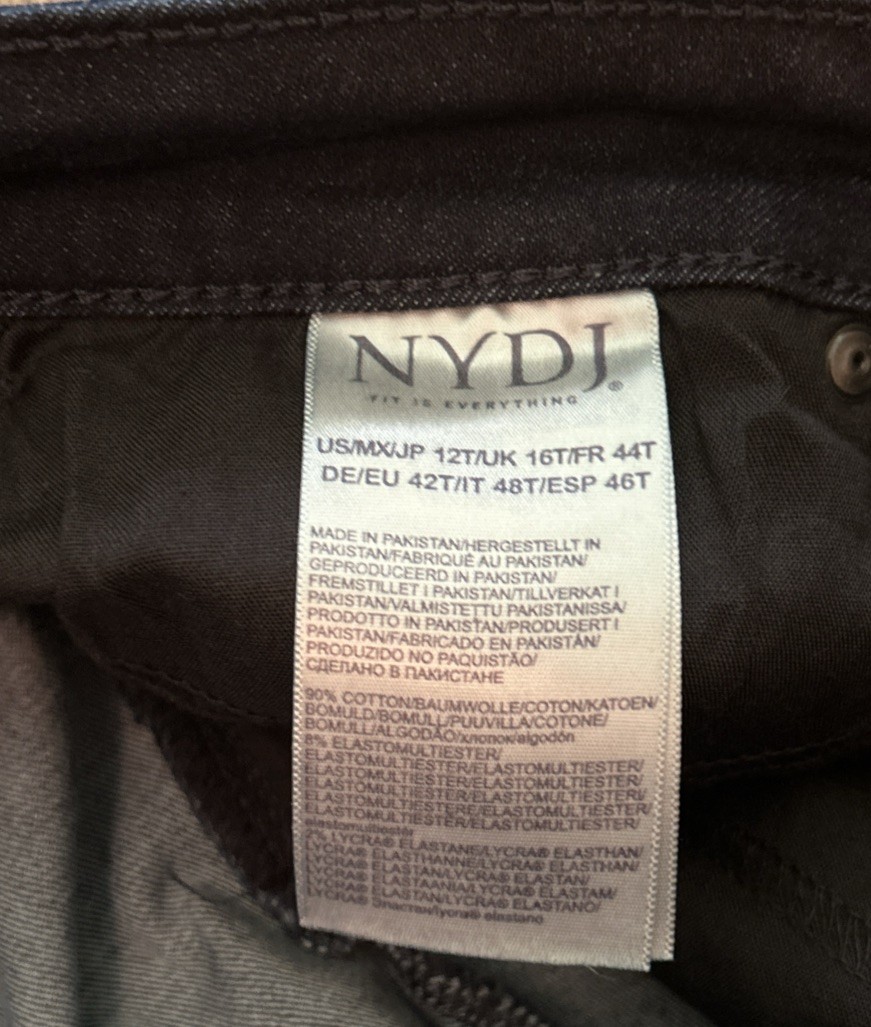 NYDJ®
FIT IS EVERYTHING
US/MX/JP 12T/UK 16T/FR 44T
DE/EU 42T/IT 48T/ESP 46T
MADE IN PAKISTAN/HERGESTELLT IN
PAKISTAN/FABRIQUÉ AU PAKISTAN/
GEPRODUCEERD IN PAKISTAN/
FREMSTILLET I PAKISTAN/TILLVERKAT I
PAKISTAN/VALMISTETTU PAKISTANISSA/
PRODOTTO IN PAKISTAN/PRODUSERT I
PAKISTAN/FABRICADO EN PAKISTÁN/
PRODUZIDO NO PAQUISTÃO/
СДЕЛАНО В ПАКИСТАНЕ
90% COTTON/BAUMWOLLE/COTON/KATOEN/
BOMULD/BOMULL/PUUVILLA/COTONE/
BOMULL/ALGODÃO/хлопок/algodón
8% ELASTOMULTIESTER/
ELASTOMULTIESTER/ELASTOMULTIESTER/
ELASTOMULTIESTER/ELASTOMULTIESTER/
ELASTOMULTIESTER/ELASTOMULTIESTERI/
ELASTOMULTIESTERE/ELASTOMULTIESTER/
ELASTOMULTIESTER/ELASTOMULTIESTER/
elastomultiestér
2% LYCRA® ELASTANE/LYCRA® ELASTHAN/
LYCRA® ELASTHANNE/LYCRA® ELASTHAN/
LYCRA® ELASTAN/LYCRA® ELASTAN/
LYCRA® ELASTAANIA/LYCRA® ELASTAM/
LYCRA® ELASTAN/LYCRA® ELASTANO/
LYCRA® Эластан/lycra® elastano